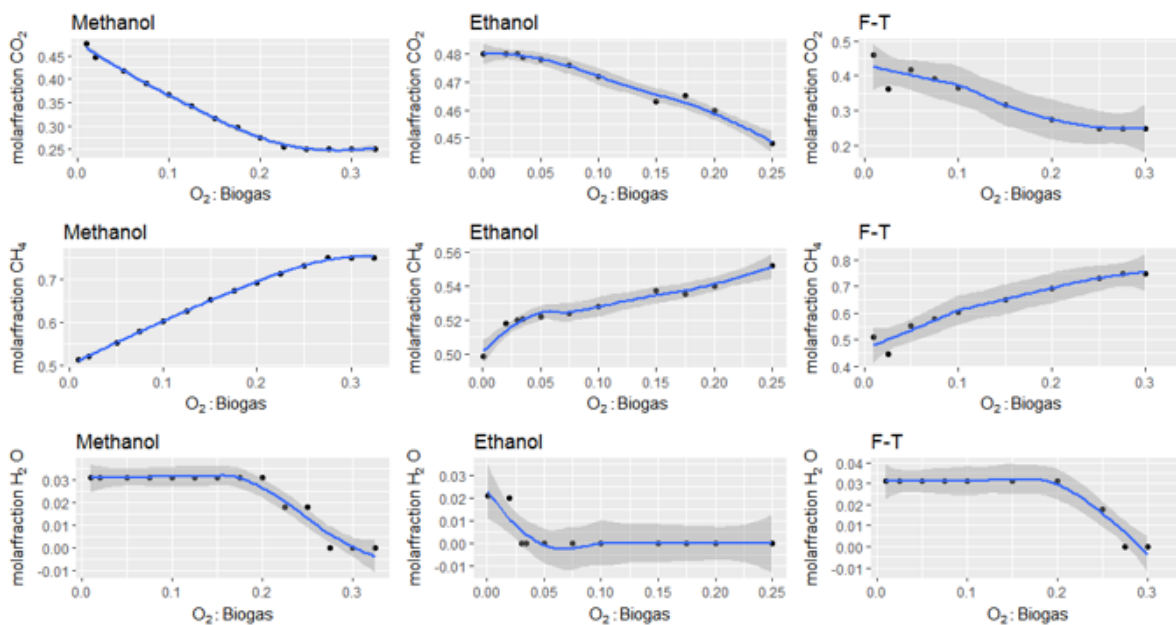 Methanol
molarfraction CO₂
0.45
0.40
0.35
0.30
0.25
0.0 0.1 0.2 0.3
O₂:Biogas
Ethanol
molarfraction CO₂
0.48
0.47
0.46
0.45
0.00 0.05 0.10 0.15 0.20 0.25
O₂:Biogas
F-T
molarfraction CO₂
0.5
0.4
0.3
0.2
0.0 0.1 0.2 0.3
O₂:Biogas
Methanol
molarfraction CH₄
0.7
0.6
0.5
0.0 0.1 0.2 0.3
O₂:Biogas
Ethanol
molarfraction CH₄
0.56
0.54
0.52
0.50
0.00 0.05 0.10 0.15 0.20 0.25
O₂:Biogas
F-T
molarfraction CH₄
0.8
0.7
0.6
0.5
0.4
0.0 0.1 0.2 0.3
O₂:Biogas
Methanol
molarfraction H₂ O
0.03
0.02
0.01
0.00
-0.01
0.0 0.1 0.2 0.3
O₂:Biogas
Ethanol
molarfraction H₂ O
0.03
0.02
0.01
0.00
-0.01
0.00 0.05 0.10 0.15 0.20 0.25
O₂:Biogas
F-T
molarfraction H₂ O
0.04
0.03
0.02
0.01
0.00
-0.01
0.0 0.1 0.2 0.3
O₂:Biogas